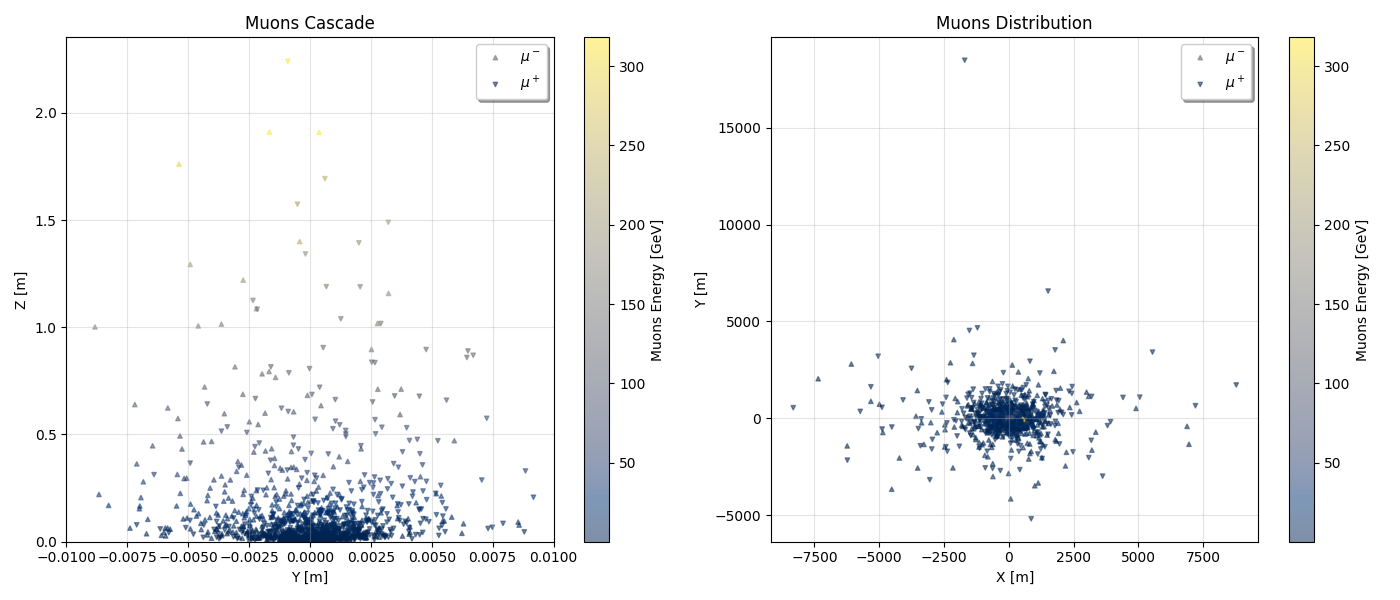 Muons Cascade
μ⁻
μ⁺
2.0
1.5
1.0
0.5
0.0
Z [m]
−0.0100 −0.0075 −0.0050 −0.0025 0.0000 0.0025 0.0050 0.0075 0.0100
Y [m]
300
250
200
150
100
50
Muons Energy [GeV]
Muons Distribution
μ⁻
μ⁺
15000
10000
5000
0
−5000
Y [m]
−7500 −5000 −2500 0 2500 5000 7500
X [m]
300
250
200
150
100
50
Muons Energy [GeV]